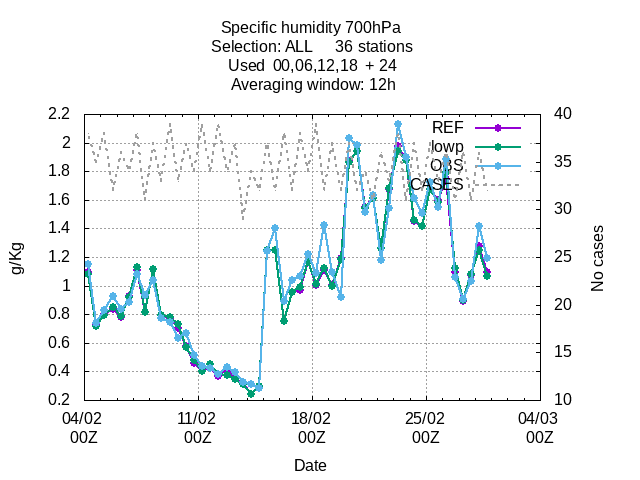 Specific humidity 700hPa
Selection: ALL 36 stations
Used 00,06,12,18 + 24
Averaging window: 12h
2.2
2
1.8
1.6
1.4
1.2
1
0.8
0.6
0.4
0.2
g/Kg
40
35
30
25
20
15
10
No cases
REF
lowp
OBS
CASES
04/02 11/02 18/02 25/02 04/03
00Z 00Z 00Z 00Z 00Z
Date